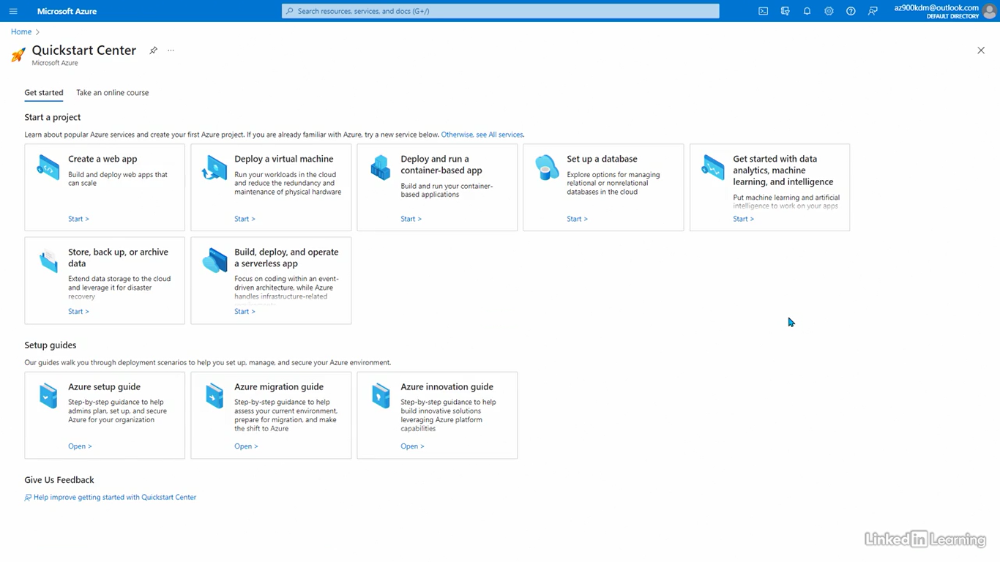 Microsoft Azure
Search resources, services, and docs (G+/)
az900kdm@outlook.com
DEFAULT DIRECTORY
Home >
Quickstart Center
...
Microsoft Azure
Get started
Take an online course
Start a project
Learn about popular Azure services and create your first Azure project. If you are already familiar with Azure, try a new service below. Otherwise, see All services.
Create a web app
Build and deploy web apps that
can scale
Start >
Deploy a virtual machine
Run your workloads in the cloud
and reduce the redundancy and
maintenance of physical hardware
Start >
Deploy and run a
container-based app
Build and run your container-
based applications
Start >
Set up a database
Explore options for managing
relational or nonrelational
databases in the cloud
Start >
Get started with data
analytics, machine
learning, and intelligence
Put machine learning and artificial
intelligence to work on your apps
Start >
Store, back up, or archive
data
Extend data storage to the cloud
and leverage it for disaster
recovery
Start >
Build, deploy, and operate
a serverless app
Focus on coding within an event-
driven architecture, while Azure
handles infrastructure-related
Start >
Setup guides
Our guides walk you through deployment scenarios to help you set up, manage, and secure your Azure environment.
Azure setup guide
Step-by-step guidance to help
admins plan, set up, and secure
Azure for your organization
Open >
Azure migration guide
Step-by-step guidance to help
assess your current environment,
prepare for migration, and make
the shift to Azure
Open >
Azure innovation guide
Step-by-step guidance to help
build innovative solutions
leveraging Azure platform
capabilities
Open >
Give Us Feedback
Help improve getting started with Quickstart Center
Linked in Learning